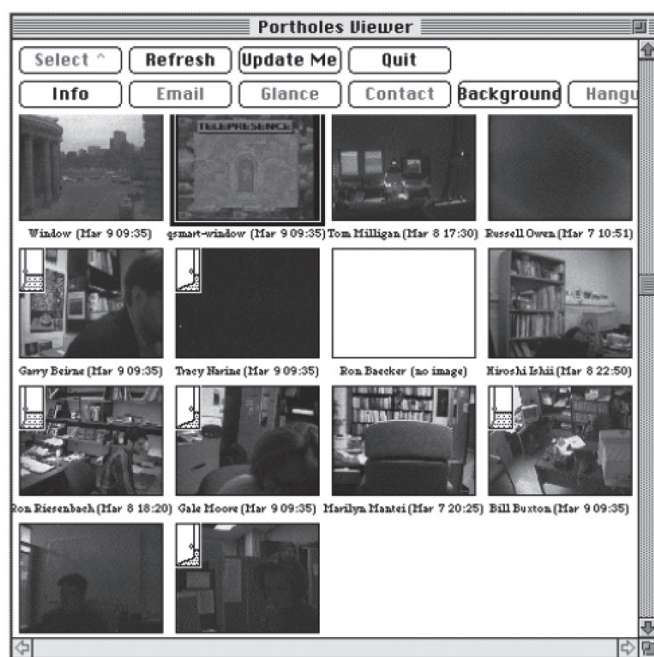 Portholes Viewer
Select ^ Refresh Update Me Quit
Info Email Glance Contact Background Hangu
TELEPRESENCE
Window (Mar 9 09:35) qsmart-window (Mar 9 09:35) Tom Milligan (Mar 8 17:30) Russell Owen (Mar 7 10:51)
Garry Beirne (Mar 9 09:35) Tracy Narine (Mar 9 09:35) Ron Baecker (no image) Hiroshi Ishii (Mar 8 22:50)
Ron Riesenbach (Mar 8 18:20) Gale Moore (Mar 9 09:35) Marilyn Mantei (Mar 7 20:25) Bill Buxton (Mar 9 09:35)